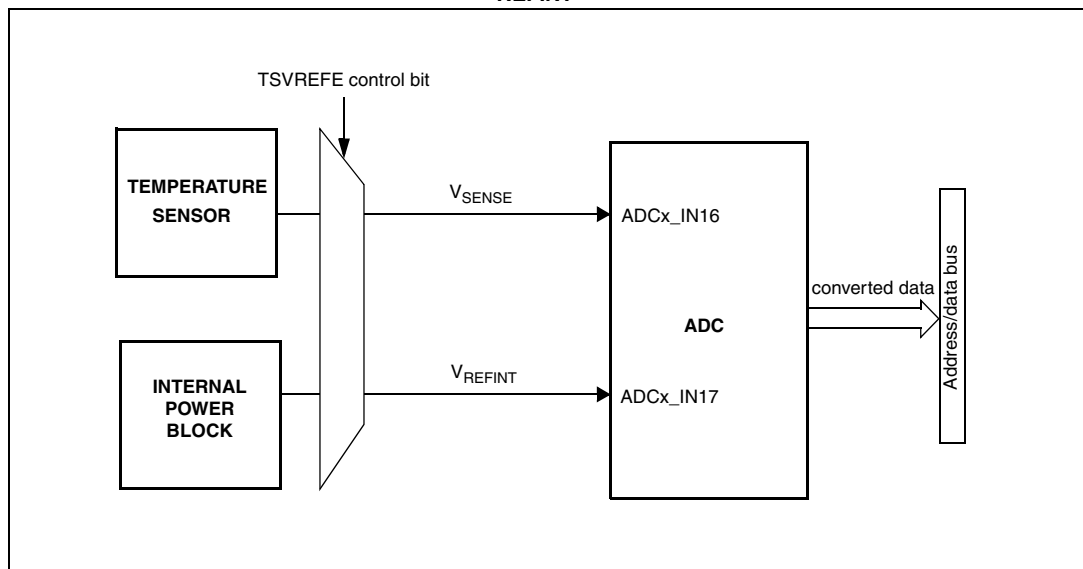 TSVREFE control bit
TEMPERATURE
SENSOR
VSENSE
ADCx_IN16
converted data
Address/data bus
ADC
INTERNAL
POWER
BLOCK
VREFINT
ADCx_IN17